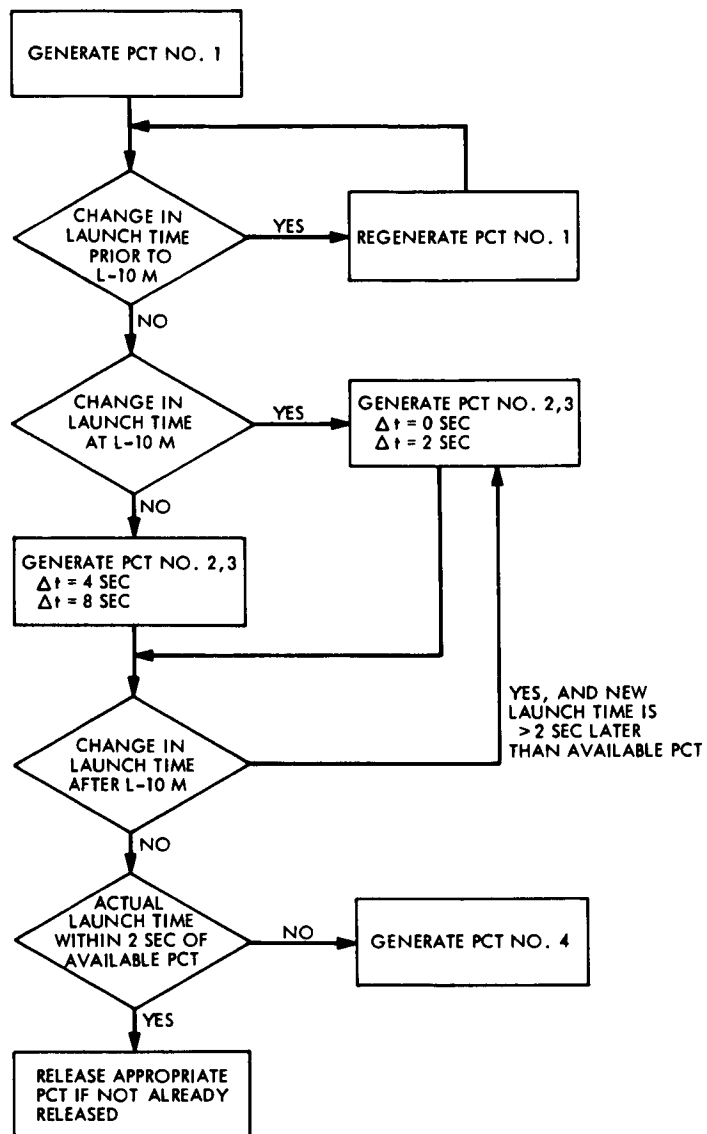 GENERATE PCT NO. 1
CHANGE IN
LAUNCH TIME
PRIOR TO
L-10 M
YES
REGENERATE PCT NO. 1
NO
CHANGE IN
LAUNCH TIME
AT L-10 M
YES
GENERATE PCT NO. 2,3
Δt = 0 SEC
Δt = 2 SEC
NO
GENERATE PCT NO. 2,3
Δt = 4 SEC
Δt = 8 SEC
YES, AND NEW
LAUNCH TIME IS
>2 SEC LATER
THAN AVAILABLE PCT
CHANGE IN
LAUNCH TIME
AFTER L-10 M
NO
ACTUAL
LAUNCH TIME
WITHIN 2 SEC OF
AVAILABLE PCT
NO
GENERATE PCT NO. 4
YES
RELEASE APPROPRIATE
PCT IF NOT ALREADY
RELEASED